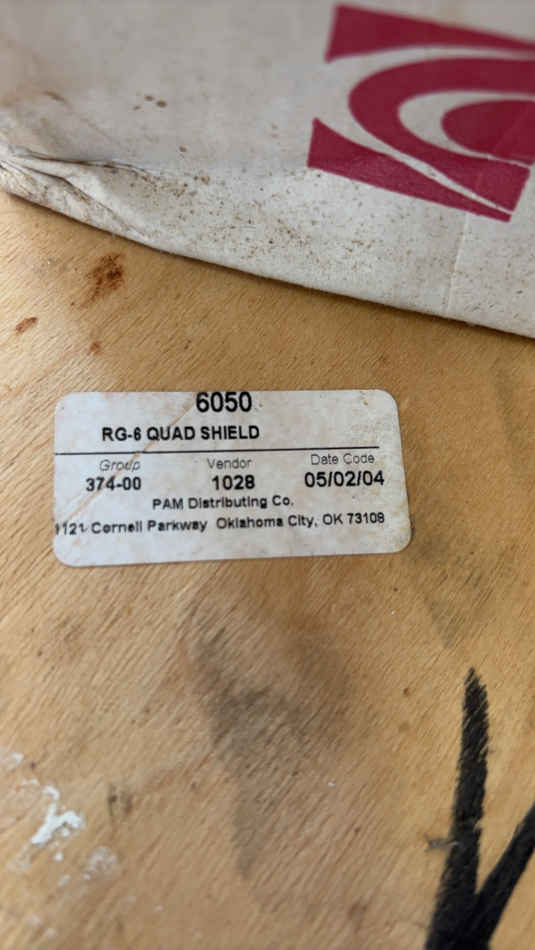 6050
RG-6 QUAD SHIELD
Group Vendor Date Code
374-00 1028 05/02/04
PAM Distributing Co.
1121 Cornell Parkway Oklahoma City, OK 73108